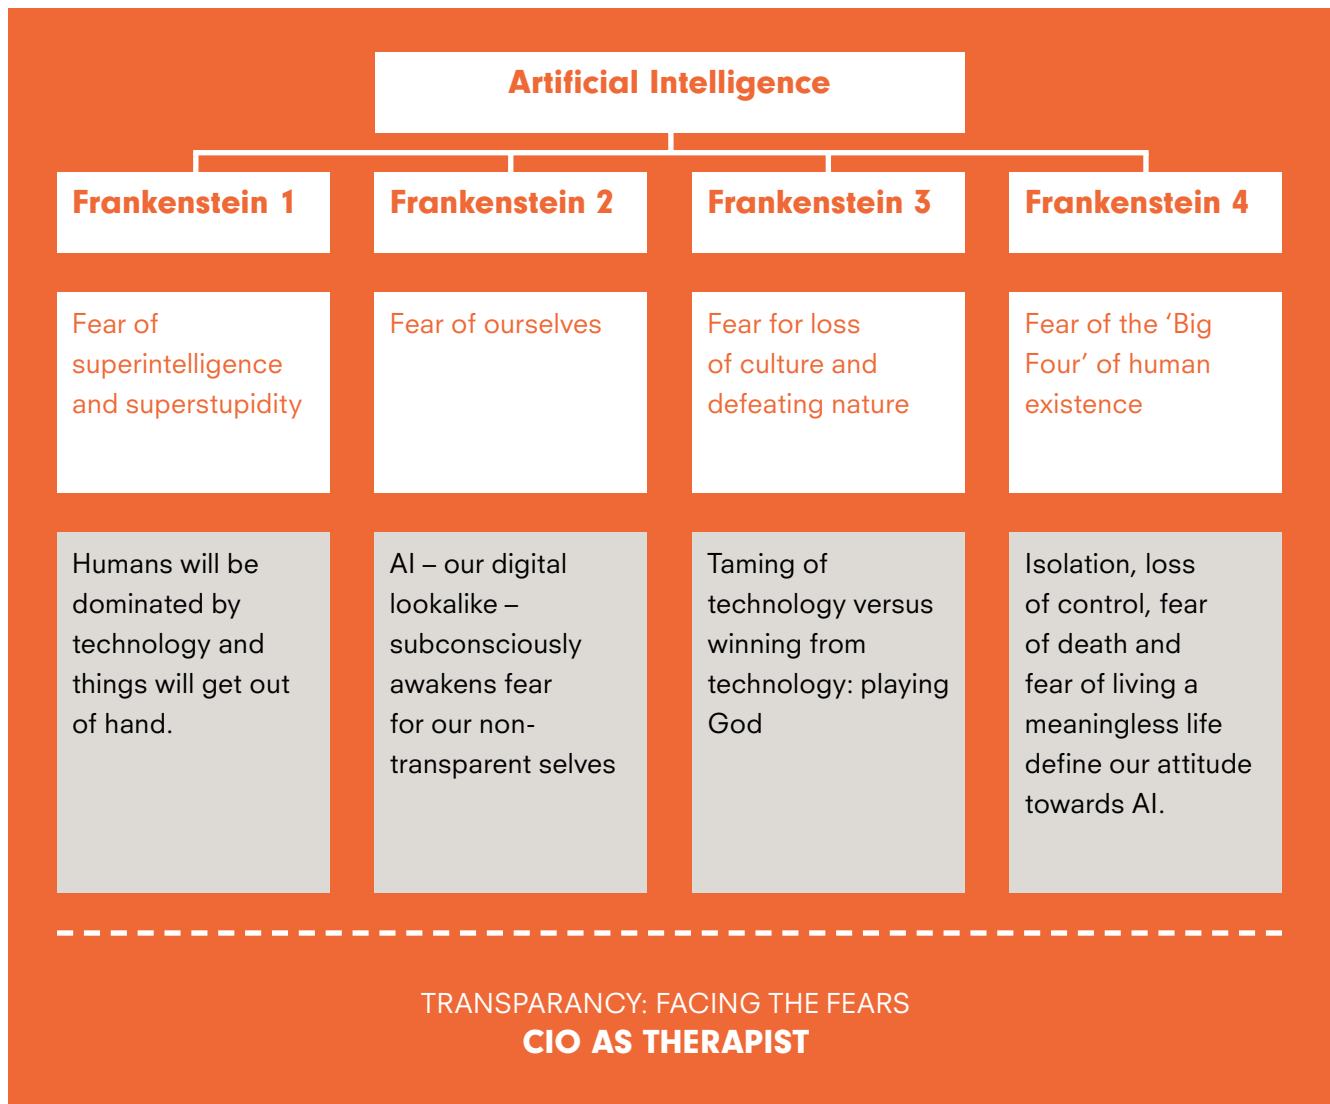 Artificial Intelligence
Frankenstein 1
Frankenstein 2
Frankenstein 3
Frankenstein 4
Fear of
superintelligence
and superstupidity
Fear of ourselves
Fear for loss
of culture and
defeating nature
Fear of the ‘Big
Four’ of human
existence
Humans will be
dominated by
technology and
things will get out
of hand.
AI – our digital
lookalike –
subconsciously
awakens fear
for our non-
transparent selves
Taming of
technology versus
winning from
technology: playing
God
Isolation, loss
of control, fear
of death and
fear of living a
meaningless life
define our attitude
towards AI.
TRANSPARANCY: FACING THE FEARS
CIO AS THERAPIST